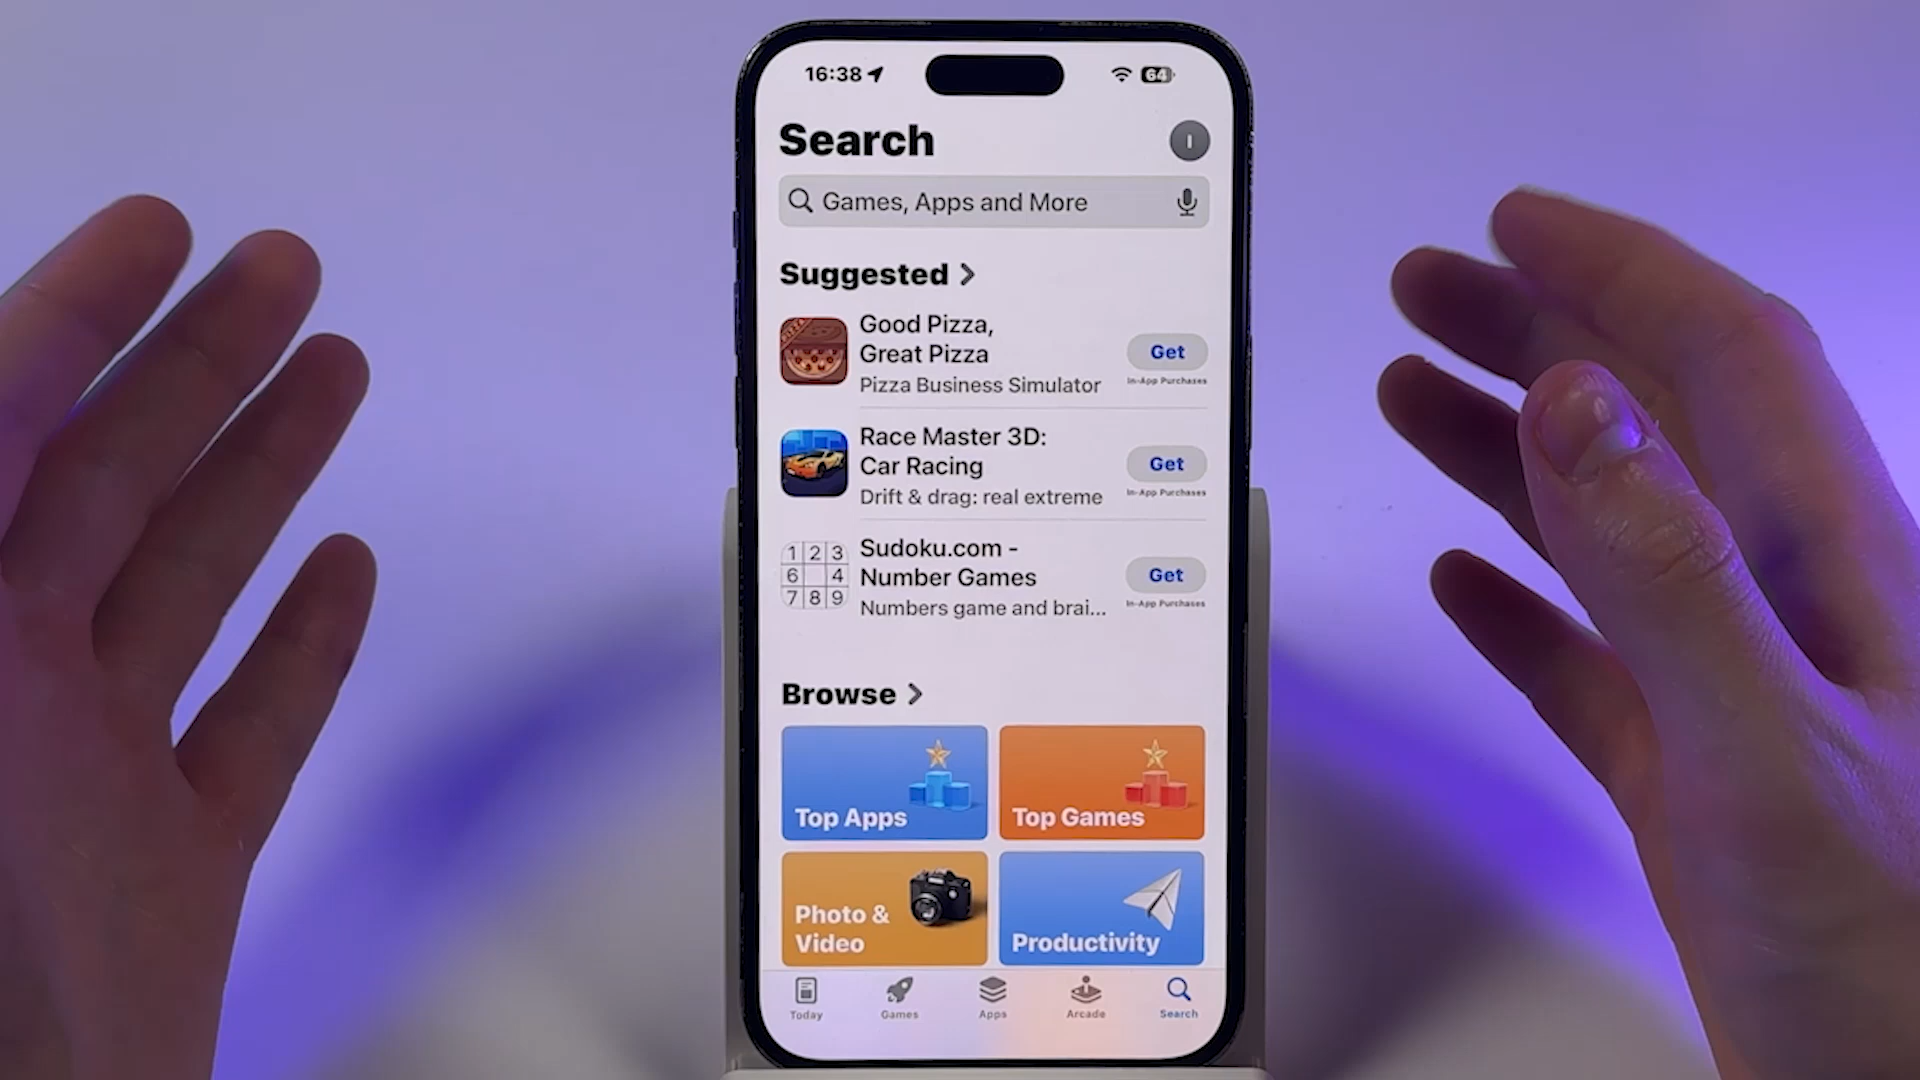 16:38
64
Search
I
Games, Apps and More
Suggested
PIZZA
Good Pizza,
Great Pizza
Pizza Business Simulator
Get
In-App Purchases
Race Master 3D:
Car Racing
Drift & drag: real extreme
Get
In-App Purchases
1 2 3
6 4
7 8 9
Sudoku.com -
Number Games
Numbers game and brai...
Get
In-App Purchases
Browse
Top Apps
Top Games
Photo &
Video
Productivity
Today
Games
Apps
Arcade
Search